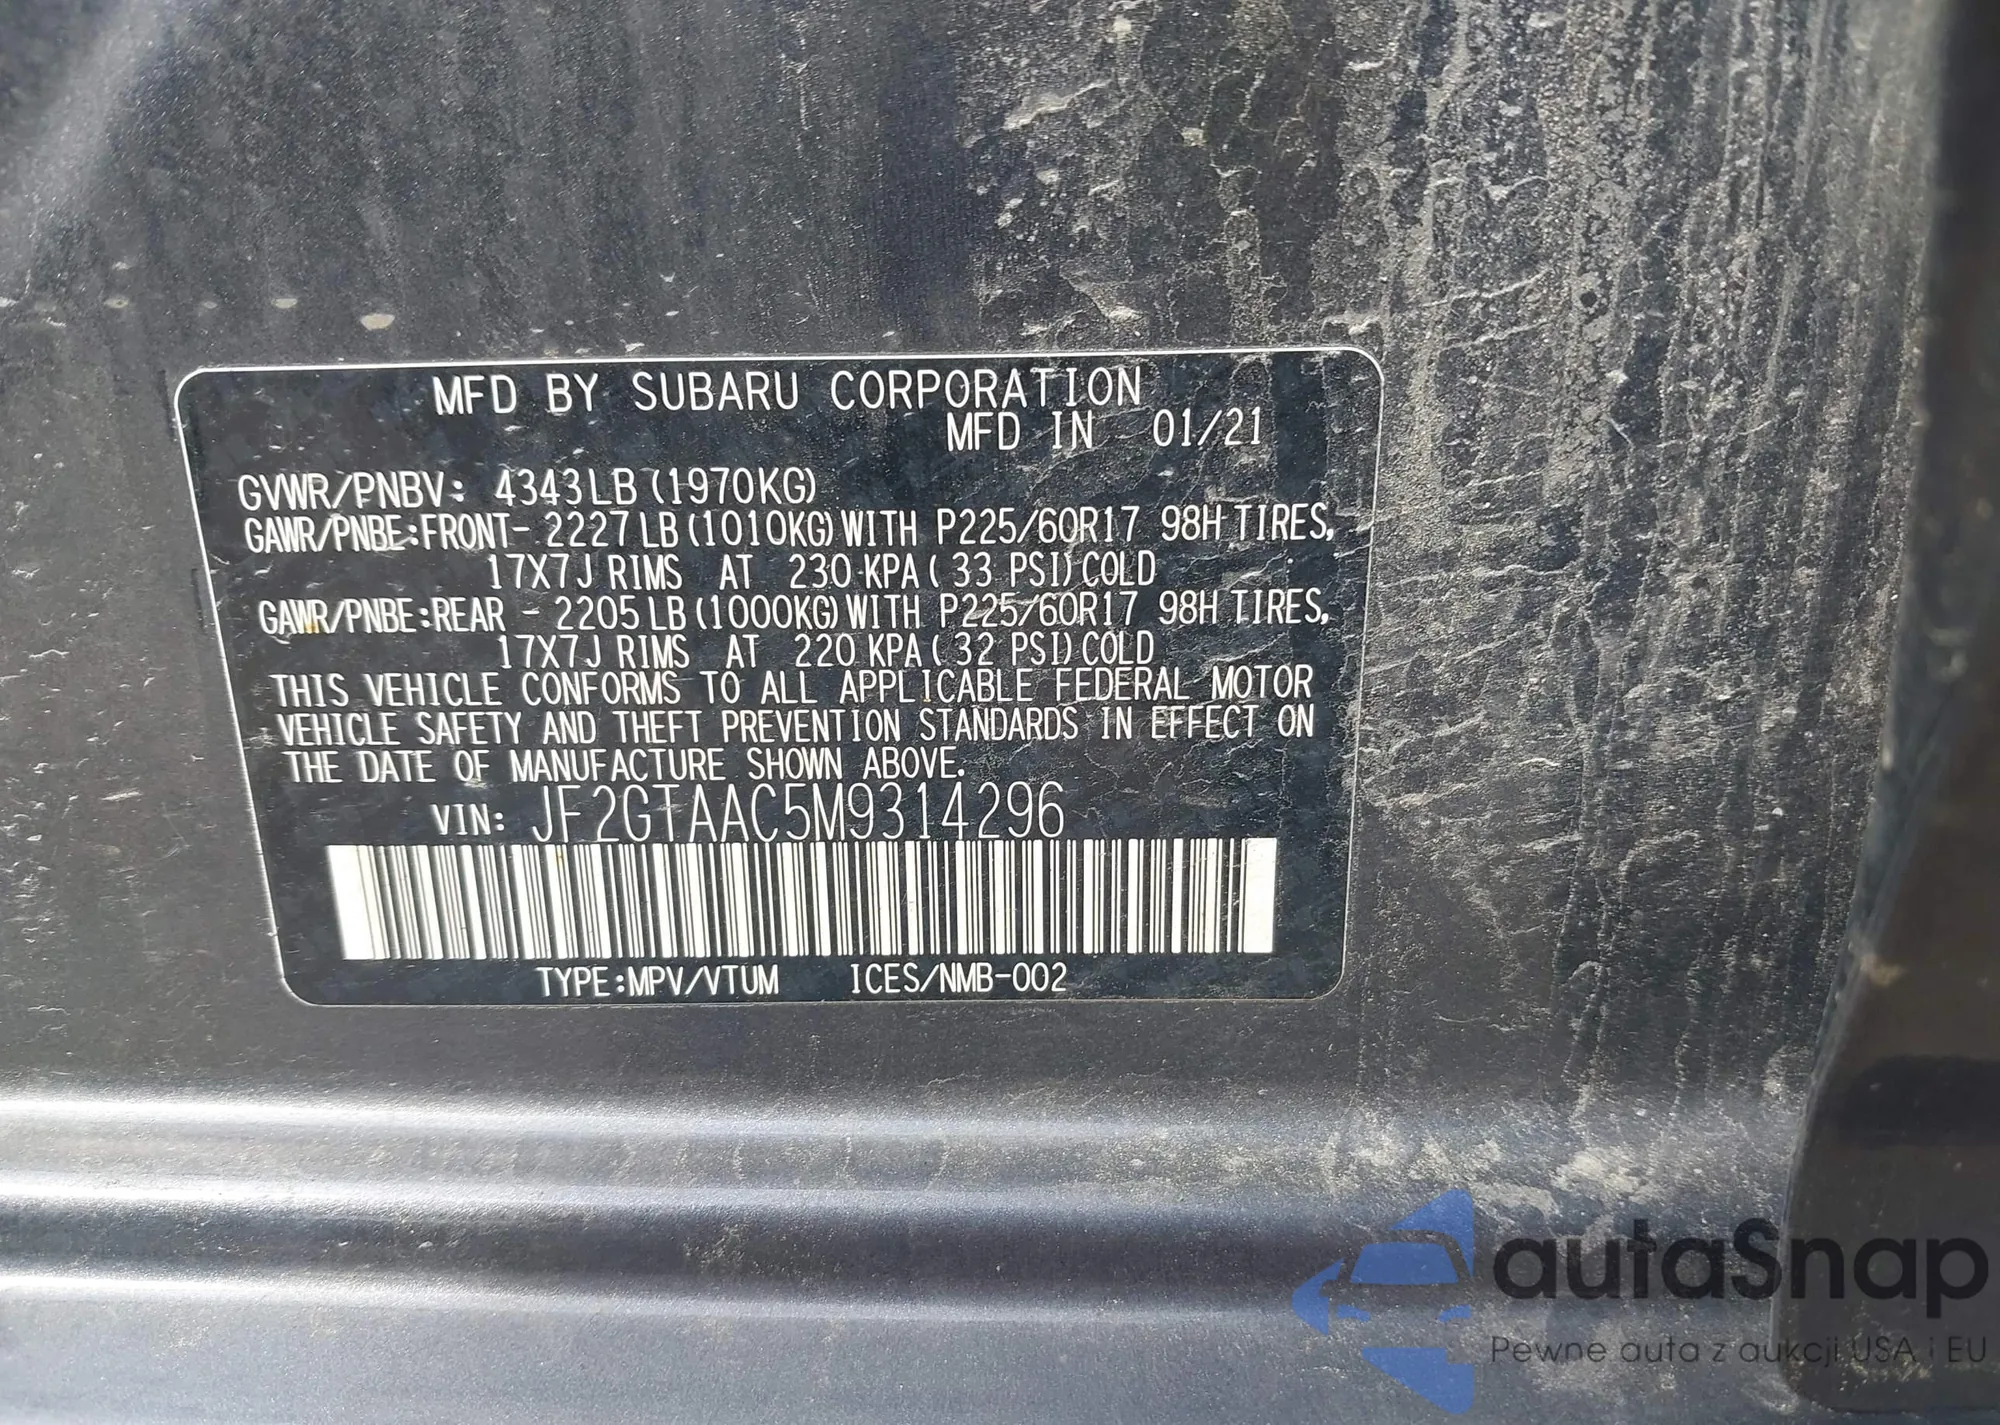 MFD BY SUBARU CORPORATION
MFD IN 01/21
GVWR/PNBV: 4343LB (1970KG)
GAWR/PNBE:FRONT- 2227LB (1010KG) WITH P225/60R17 98H TIRES,
17X7J RIMS AT 230 KPA ( 33 PSI) COLD
GAWR/PNBE:REAR - 2205LB (1000KG) WITH P225/60R17 98H TIRES,
17X7J RIMS AT 220 KPA ( 32 PSI) COLD
THIS VEHICLE CONFORMS TO ALL APPLICABLE FEDERAL MOTOR
VEHICLE SAFETY AND THEFT PREVENTION STANDARDS IN EFFECT ON
THE DATE OF MANUFACTURE SHOWN ABOVE.
VIN: JF2GTAAC5M9314296
TYPE:MPV/VTUM ICES/NMB-002
autaSnap
Pewne auta z aukcji USA i EU